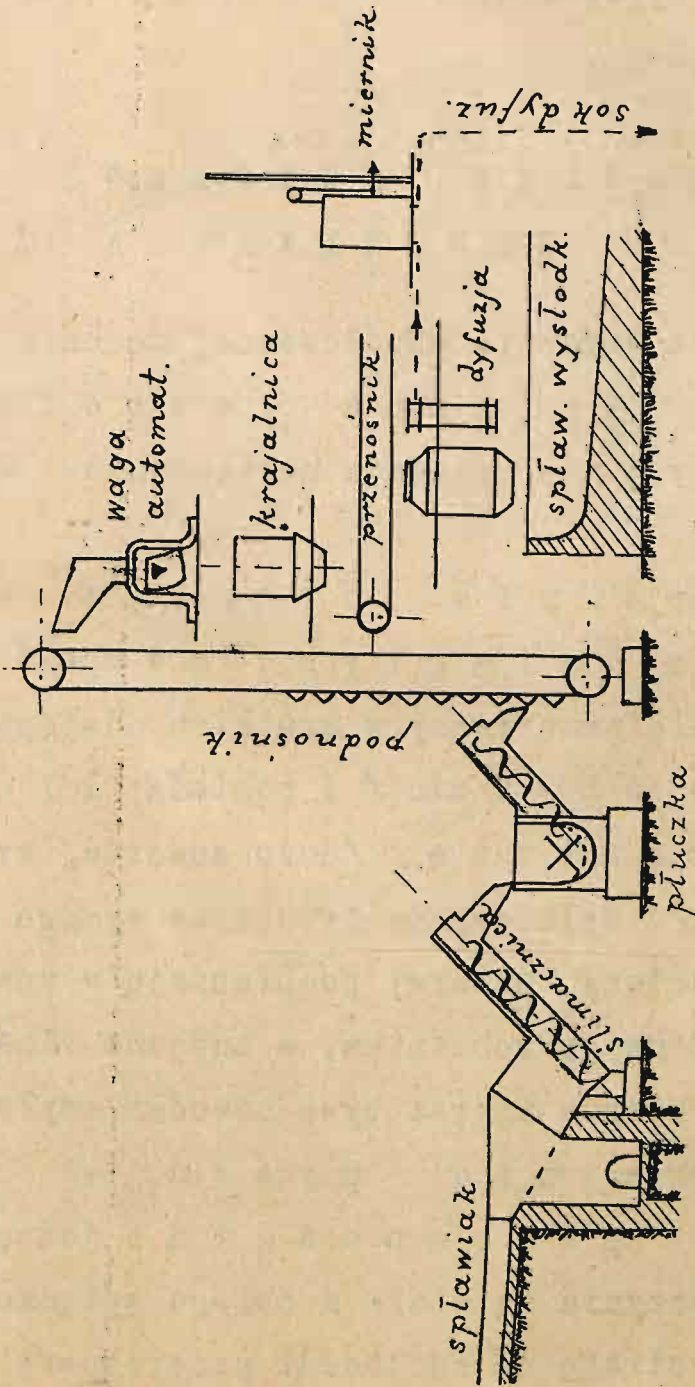 spławiak
ślimacznica
płuczka
podnośnik
waga
automat.
krajalnica
przenośnik
dyfuzja
spław. wysłodk.
miernik
sok dyfuz.